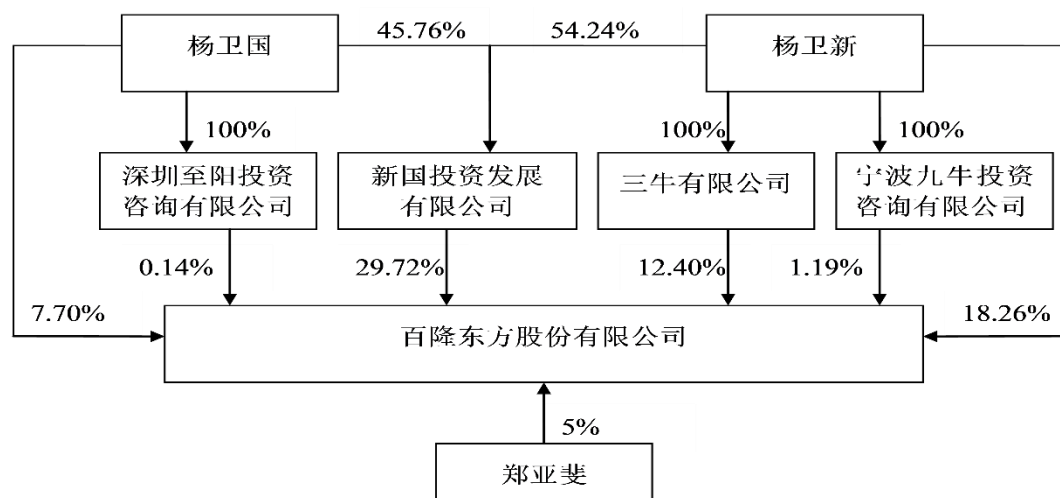 杨卫国
45.76%
54.24%
杨卫新
100%
100%
100%
深圳至阳投资
咨询有限公司
新国投资发展
有限公司
三牛有限公司
宁波九牛投资
咨询有限公司
0.14%
29.72%
12.40%
1.19%
7.70%
18.26%
百隆东方股份有限公司
5%
郑亚斐